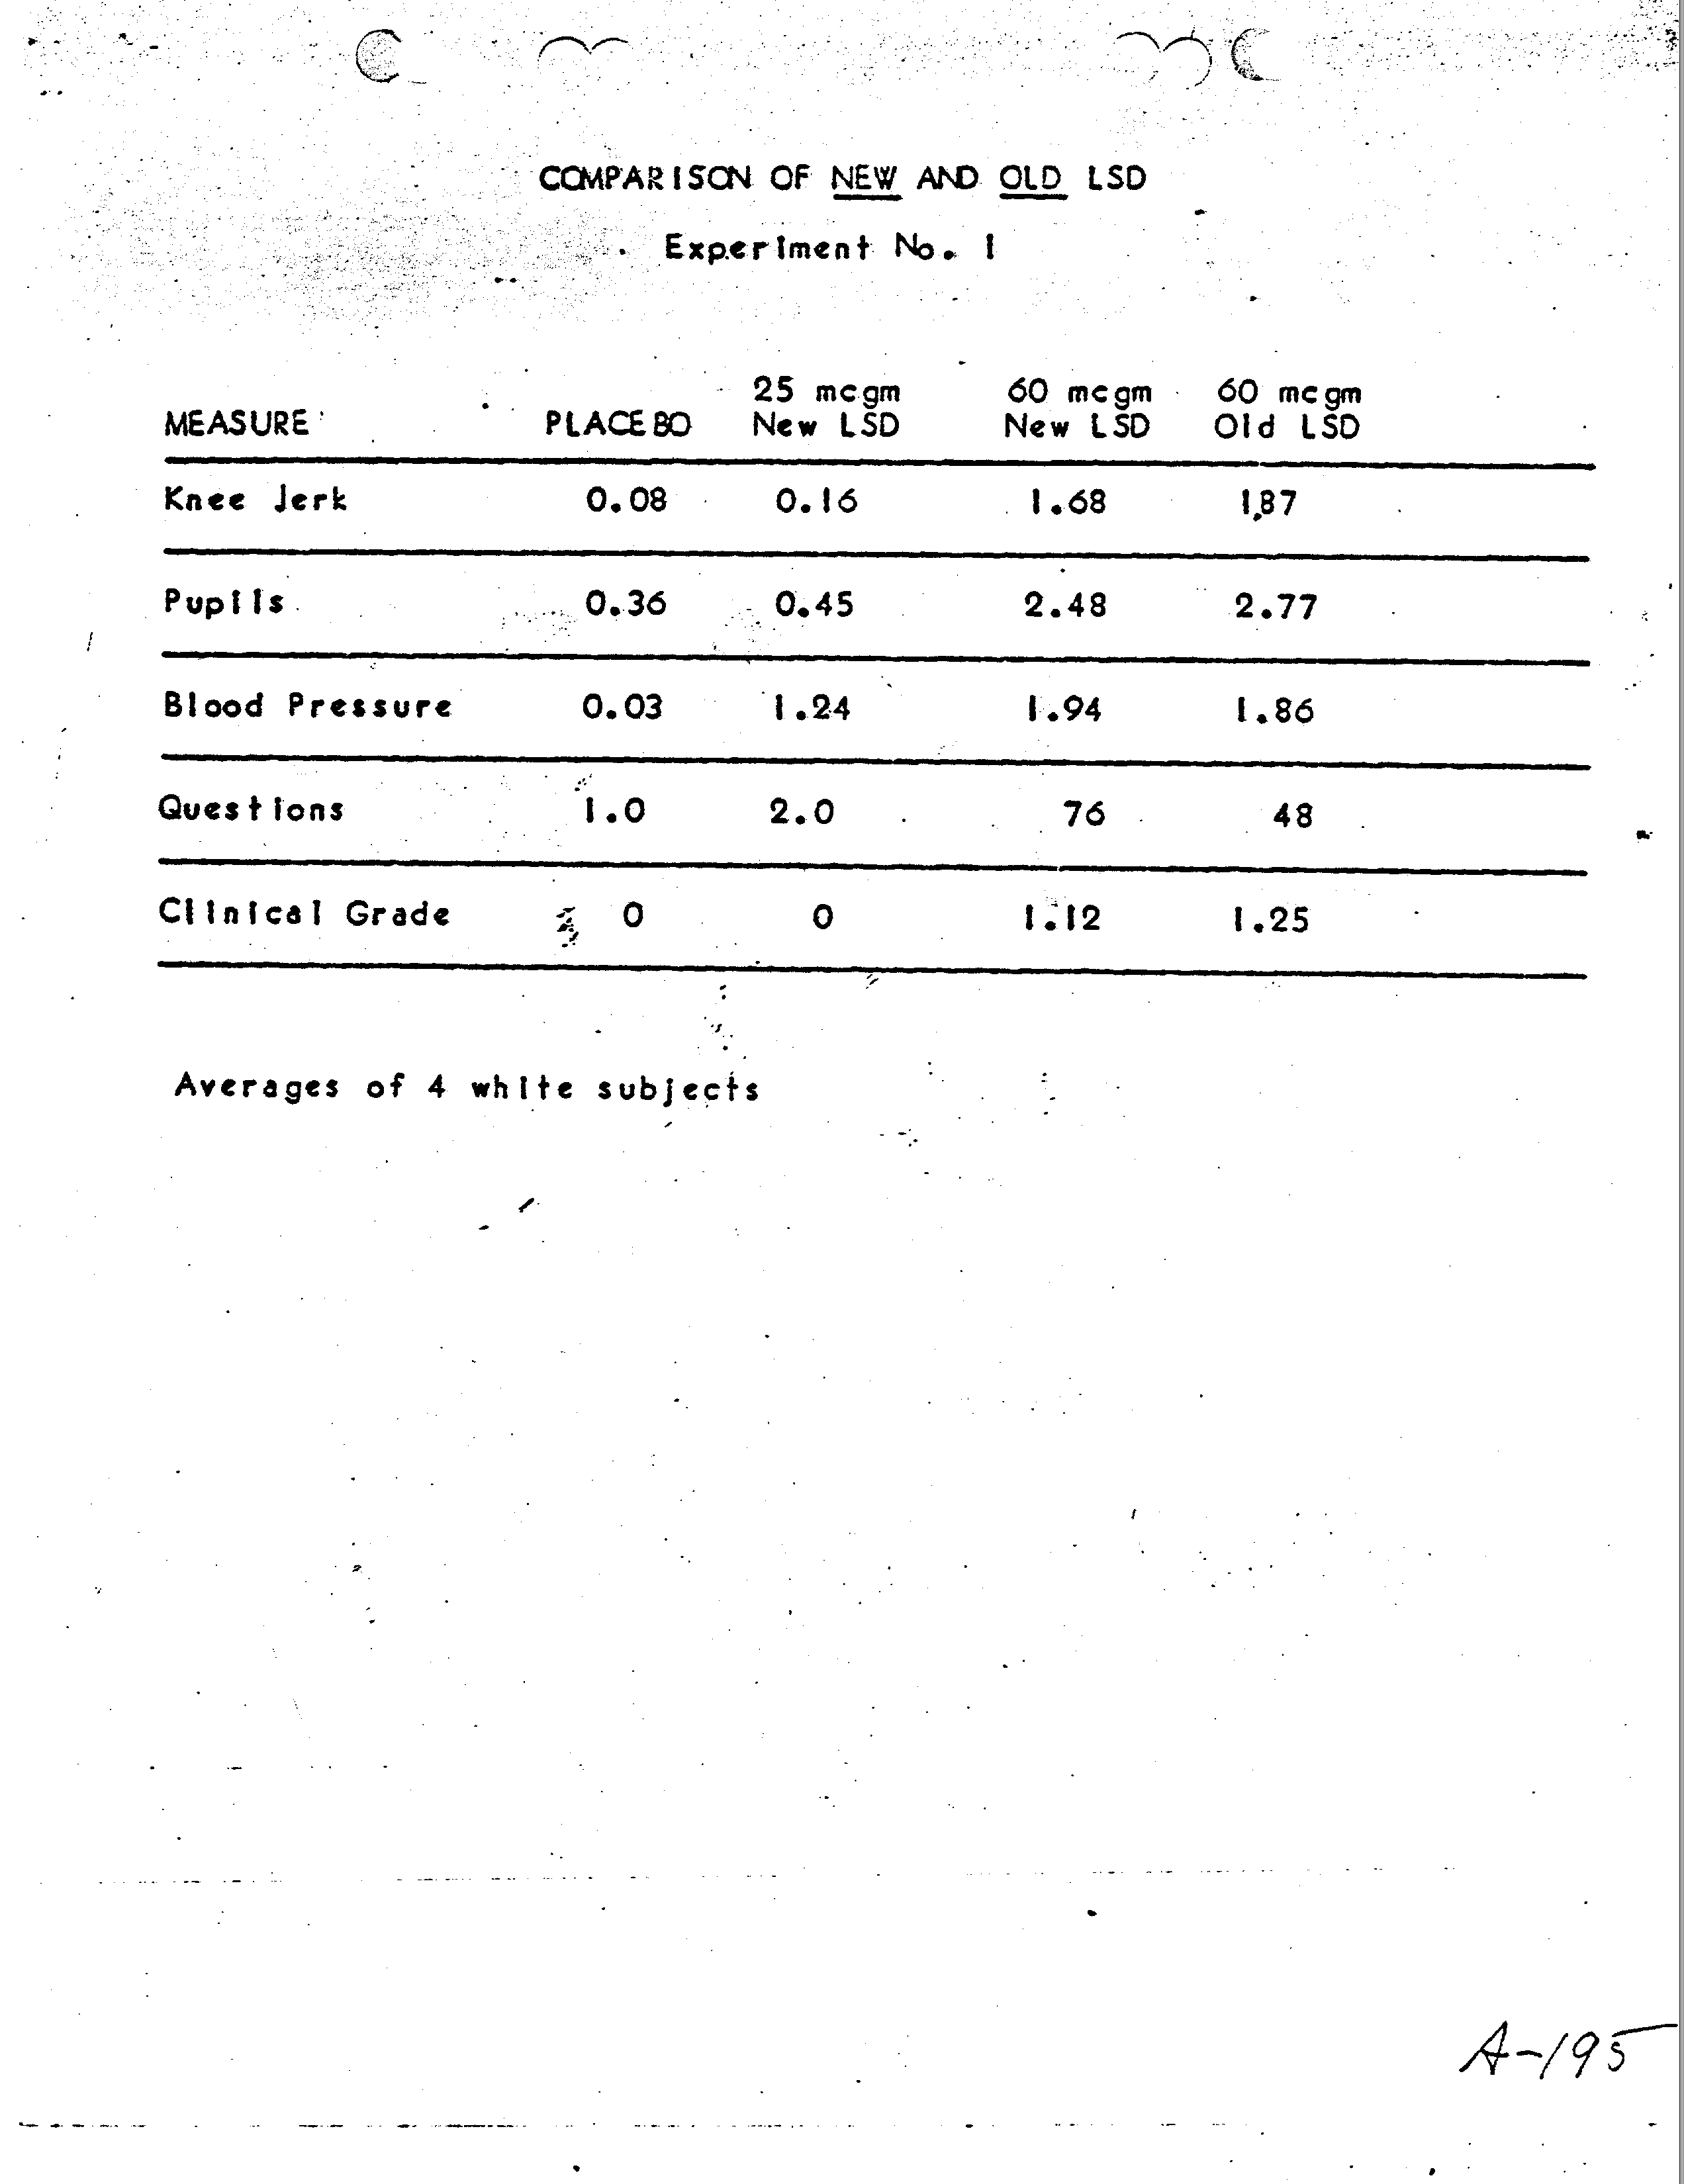 COMPARISON OF NEW AND OLD LSD
Experiment No. 1
MEASURE PLACEBO 25 mcgm New LSD 60 mcgm New LSD 60 mcgm Old LSD
Knee Jerk 0.08 0.16 1.68 1.87
Pupils 0.36 0.45 2.48 2.77
Blood Pressure 0.03 1.24 1.94 1.86
Questions 1.0 2.0 76 48
Clinical Grade 0 0 1.12 1.25
Averages of 4 white subjects
A-195